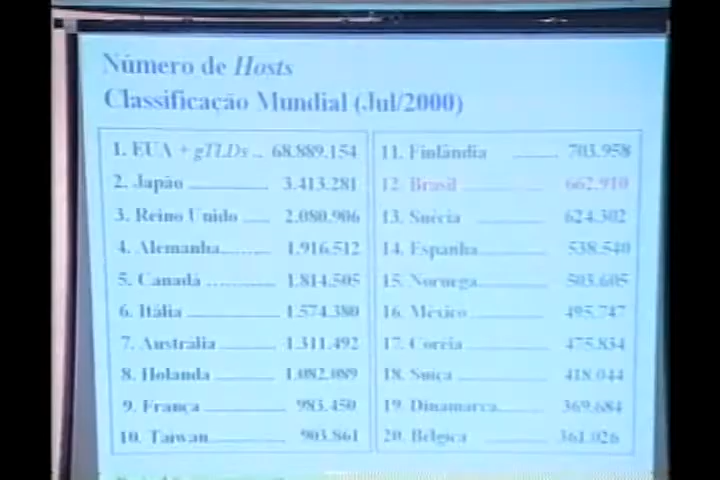 Número de Hosts
Classificação Mundial (Jul/2000)
1. EUA + gTLDs .. 68.889.154
2. Japão 3.413.281
3. Reino Unido 2.080.906
4. Alemanha 1.916.512
5. Canadá 1.814.505
6. Itália 1.574.380
7. Austrália 1.311.492
8. Holanda 1.082.089
9. França 983.450
10. Taiwan 903.861
11. Finlândia 703.958
12. Brasil 662.910
13. Suécia 624.302
14. Espanha 538.540
15. Noruega 503.605
16. México 495.747
17. Coréia 475.834
18. Suíça 418.044
19. Dinamarca 369.684
20. Bélgica 361.026